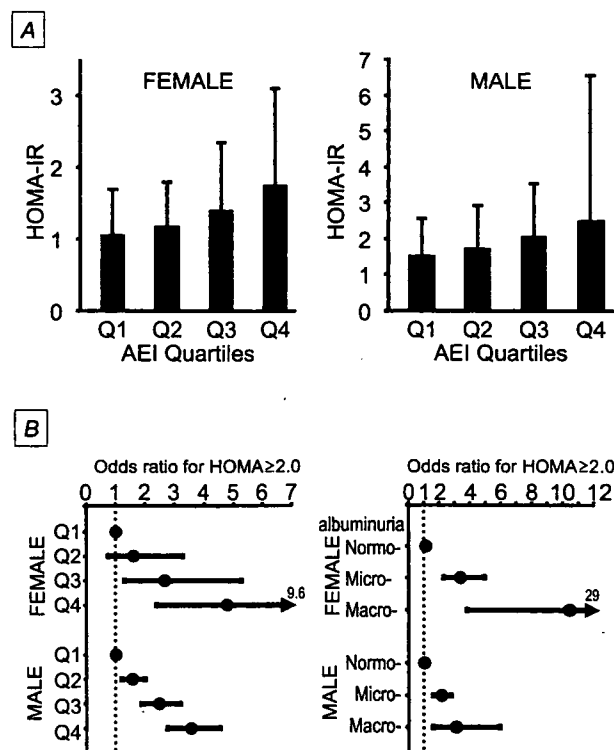 A
FEMALE
HOMA-IR
3
2
1
0
Q1 Q2 Q3 Q4
AEI Quartiles
MALE
HOMA-IR
7
6
5
4
3
2
1
0
Q1 Q2 Q3 Q4
AEI Quartiles
B
Odds ratio for HOMA≥2.0
0 1 2 3 4 5 6 7
FEMALE
Q1
Q2
Q3
Q4
9.6
MALE
Q1
Q2
Q3
Q4
Odds ratio for HOMA≥2.0
0 1 2 4 6 8 10 12
albuminuria
FEMALE
Normo-
Micro-
Macro-
29
MALE
Normo-
Micro-
Macro-